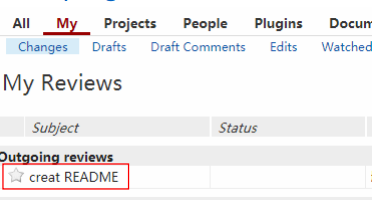 All My Projects People Plugins Docum
Changes Drafts Draft Comments Edits Watched
My Reviews
Subject Status
Outgoing reviews
creat README